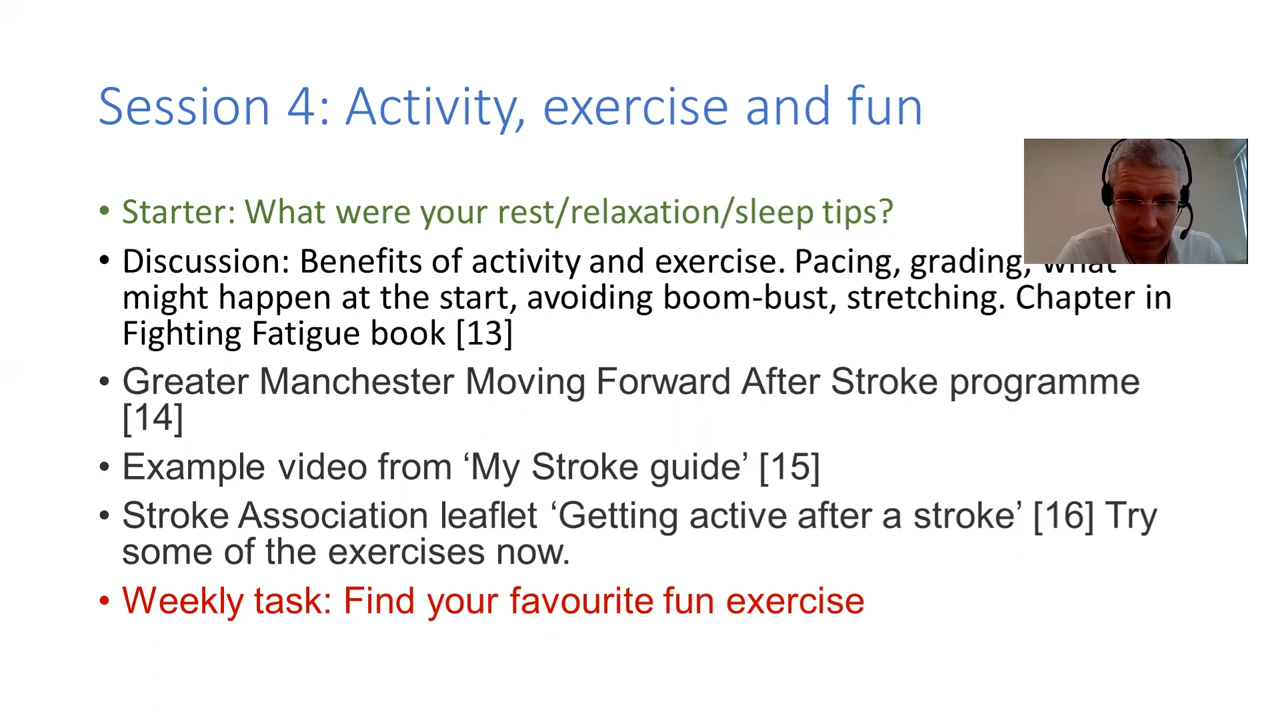 Session 4: Activity, exercise and fun
• Starter: What were your rest/relaxation/sleep tips?
• Discussion: Benefits of activity and exercise. Pacing, grading, what
might happen at the start, avoiding boom-bust, stretching. Chapter in
Fighting Fatigue book [13]
• Greater Manchester Moving Forward After Stroke programme
[14]
• Example video from ‘My Stroke guide’ [15]
• Stroke Association leaflet ‘Getting active after a stroke’ [16] Try
some of the exercises now.
• Weekly task: Find your favourite fun exercise